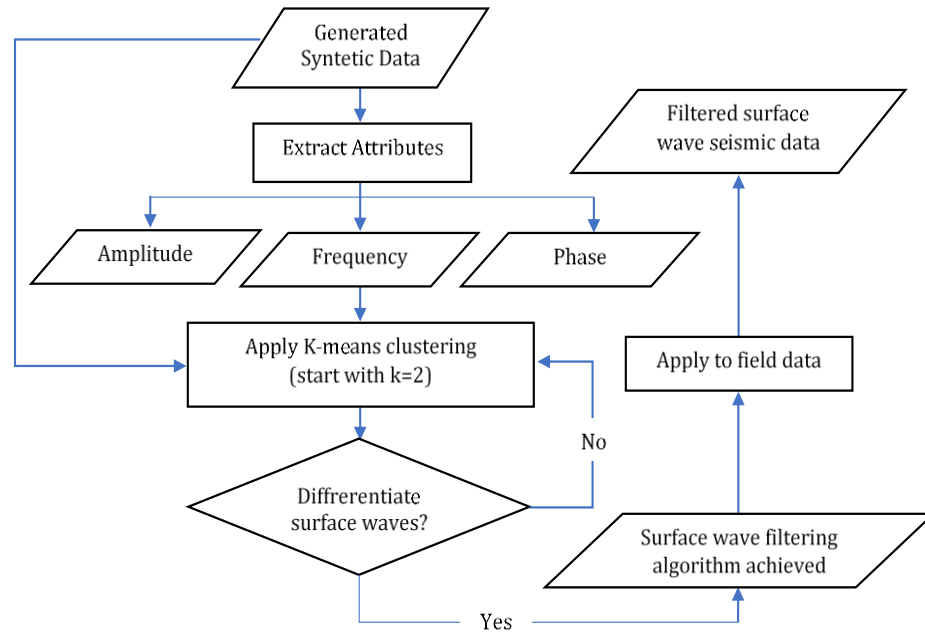 Generated
Syntetic Data
Extract Attributes
Amplitude
Frequency
Phase
Apply K-means clustering
(start with k=2)
No
Diffrerentiate
surface waves?
Yes
Surface wave filtering
algorithm achieved
Apply to field data
Filtered surface
wave seismic data